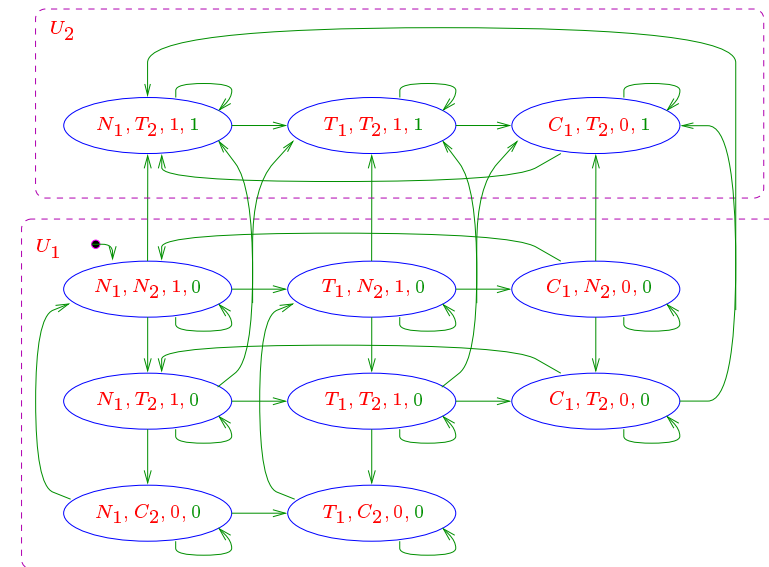 U2
N1, T2, 1, 1 T1, T2, 1, 1 C1, T2, 0, 1
U1
N1, N2, 1, 0 T1, N2, 1, 0 C1, N2, 0, 0
N1, T2, 1, 0 T1, T2, 1, 0 C1, T2, 0, 0
N1, C2, 0, 0 T1, C2, 0, 0